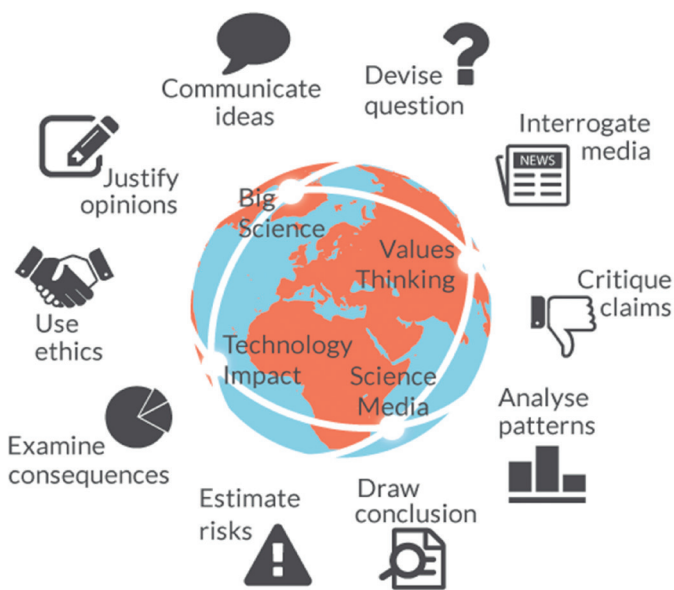 Communicate
ideas
Devise
question
Interrogate
media
NEWS
Justify
opinions
Big
Science
Values
Thinking
Critique
claims
Use
ethics
Technology
Impact
Science
Media
Analyse
patterns
Examine
consequences
Estimate
risks
Draw
conclusion